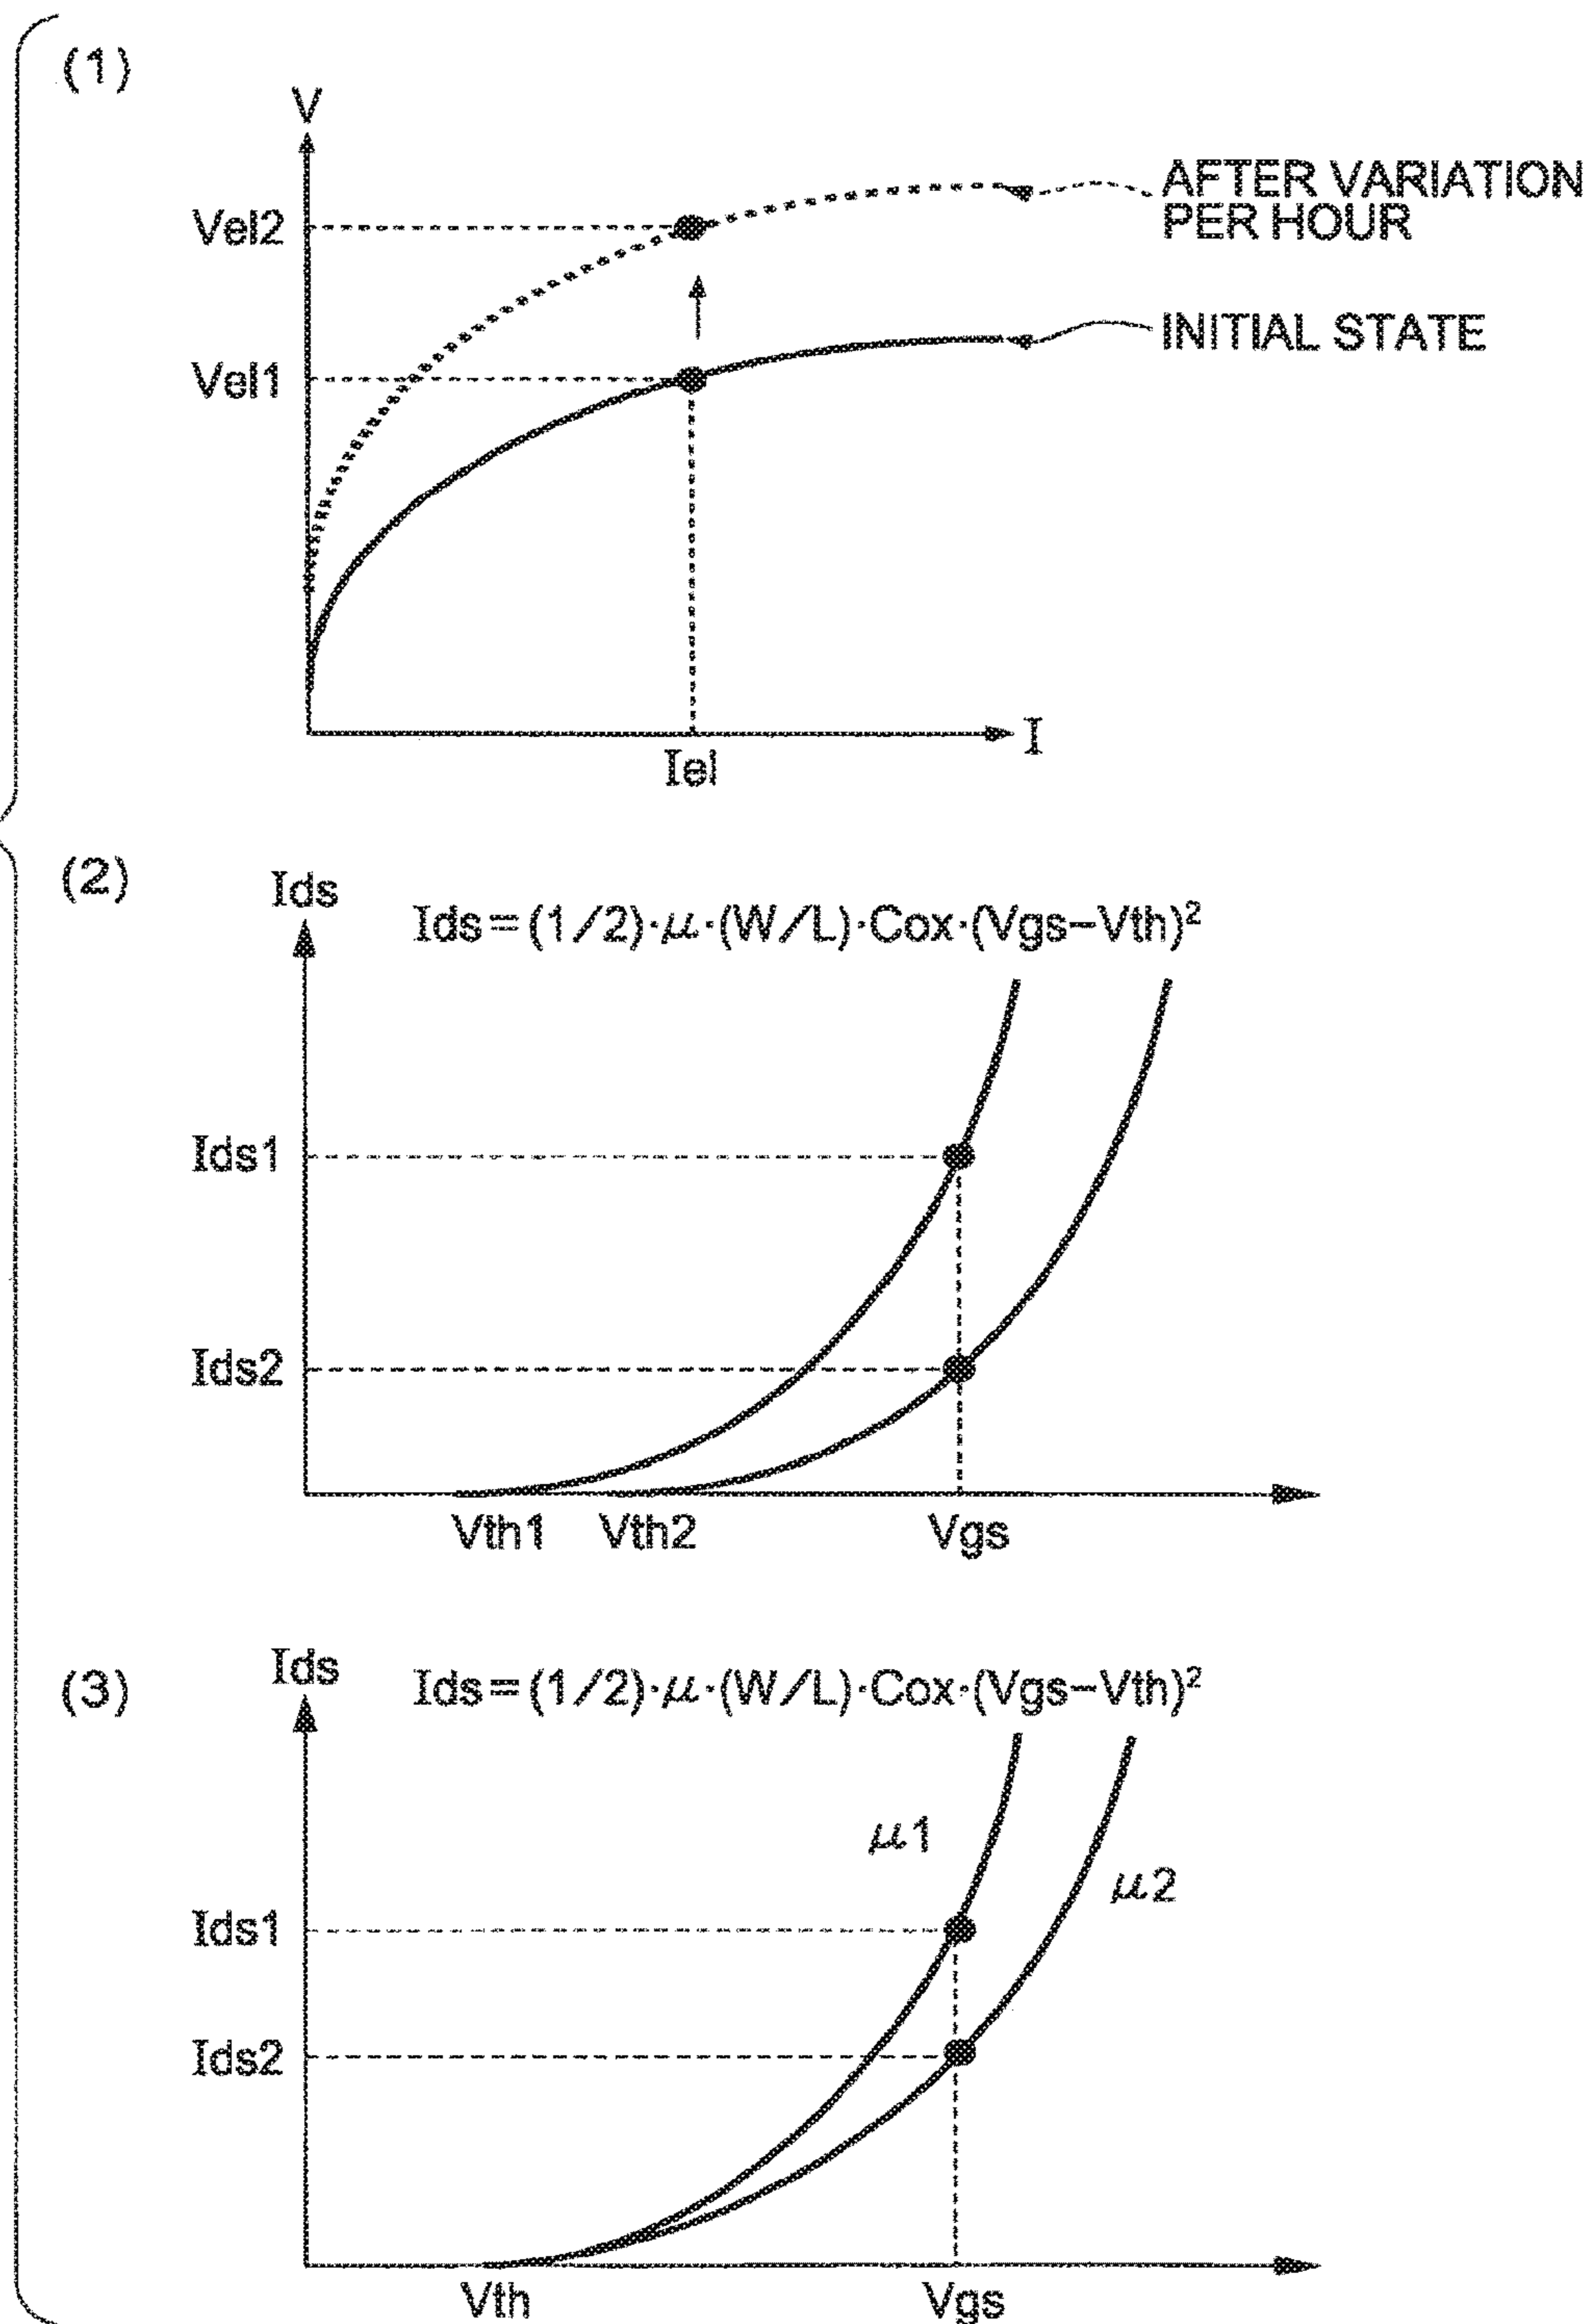 (1)
V
Vel2
AFTER VARIATION
PER HOUR
Vel1
INITIAL STATE
I
Iel
(2)
Ids
Ids=(1/2)·μ·(W/L)·Cox·(Vgs-Vth)²
Ids1
Ids2
Vth1 Vth2 Vgs
(3)
Ids
Ids=(1/2)·μ·(W/L)·Cox·(Vgs-Vth)²
μ1
μ2
Ids1
Ids2
Vth Vgs